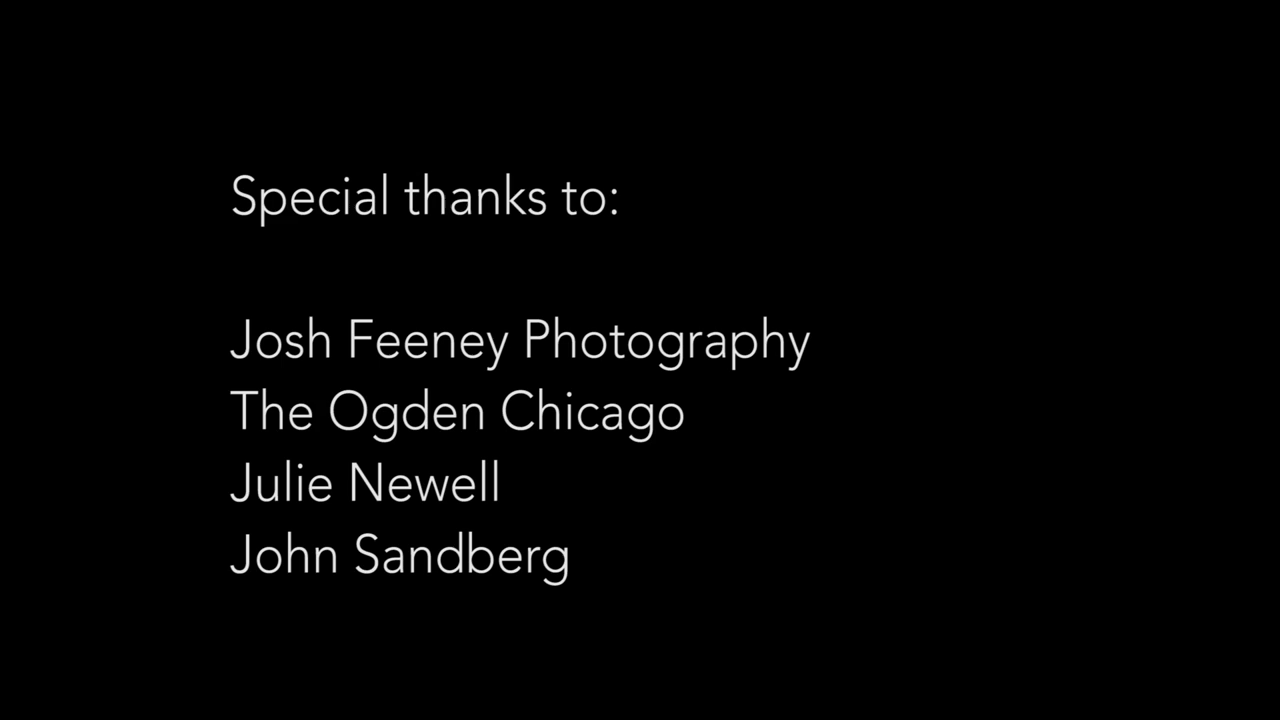 Special thanks to:
Josh Feeney Photography
The Ogden Chicago
Julie Newell
John Sandberg